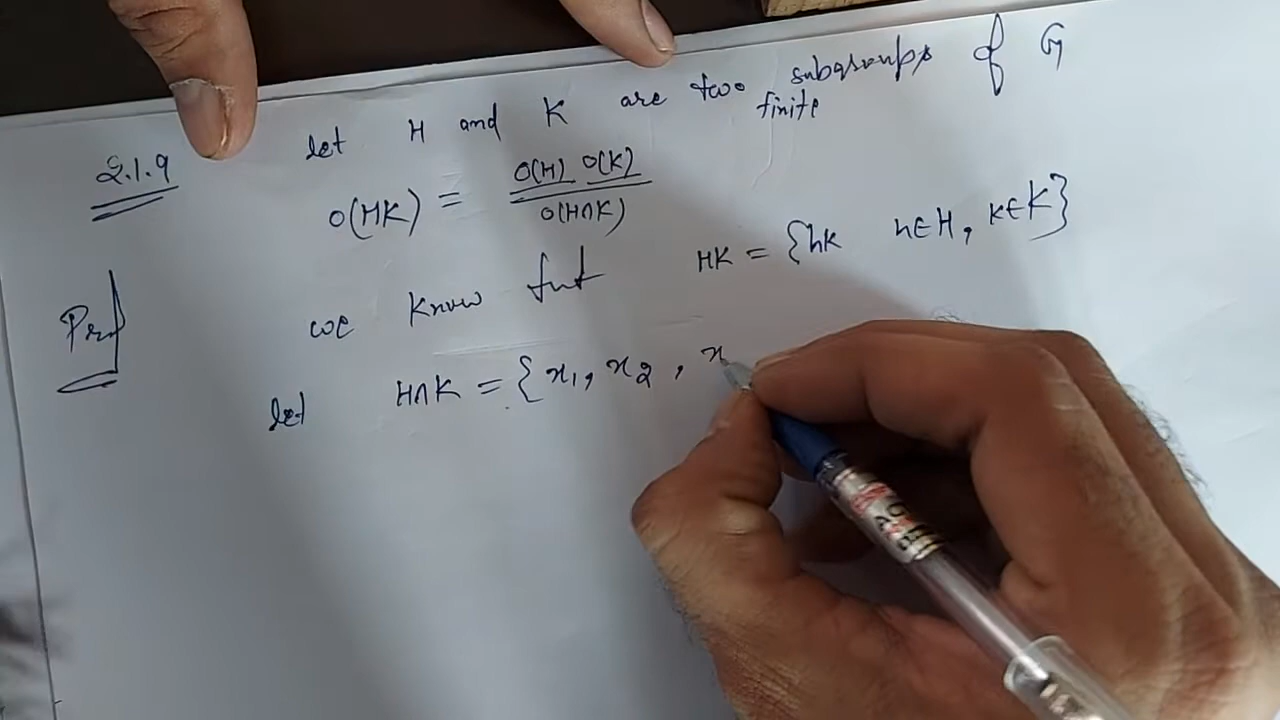 2.1.9 let H and K are two finite subgroups of G
O(HK) = O(H) O(K) / O(H∩K)
Prf we know that HK = {hk h∈H, k∈K}
let H∩K = {x1, x2, x